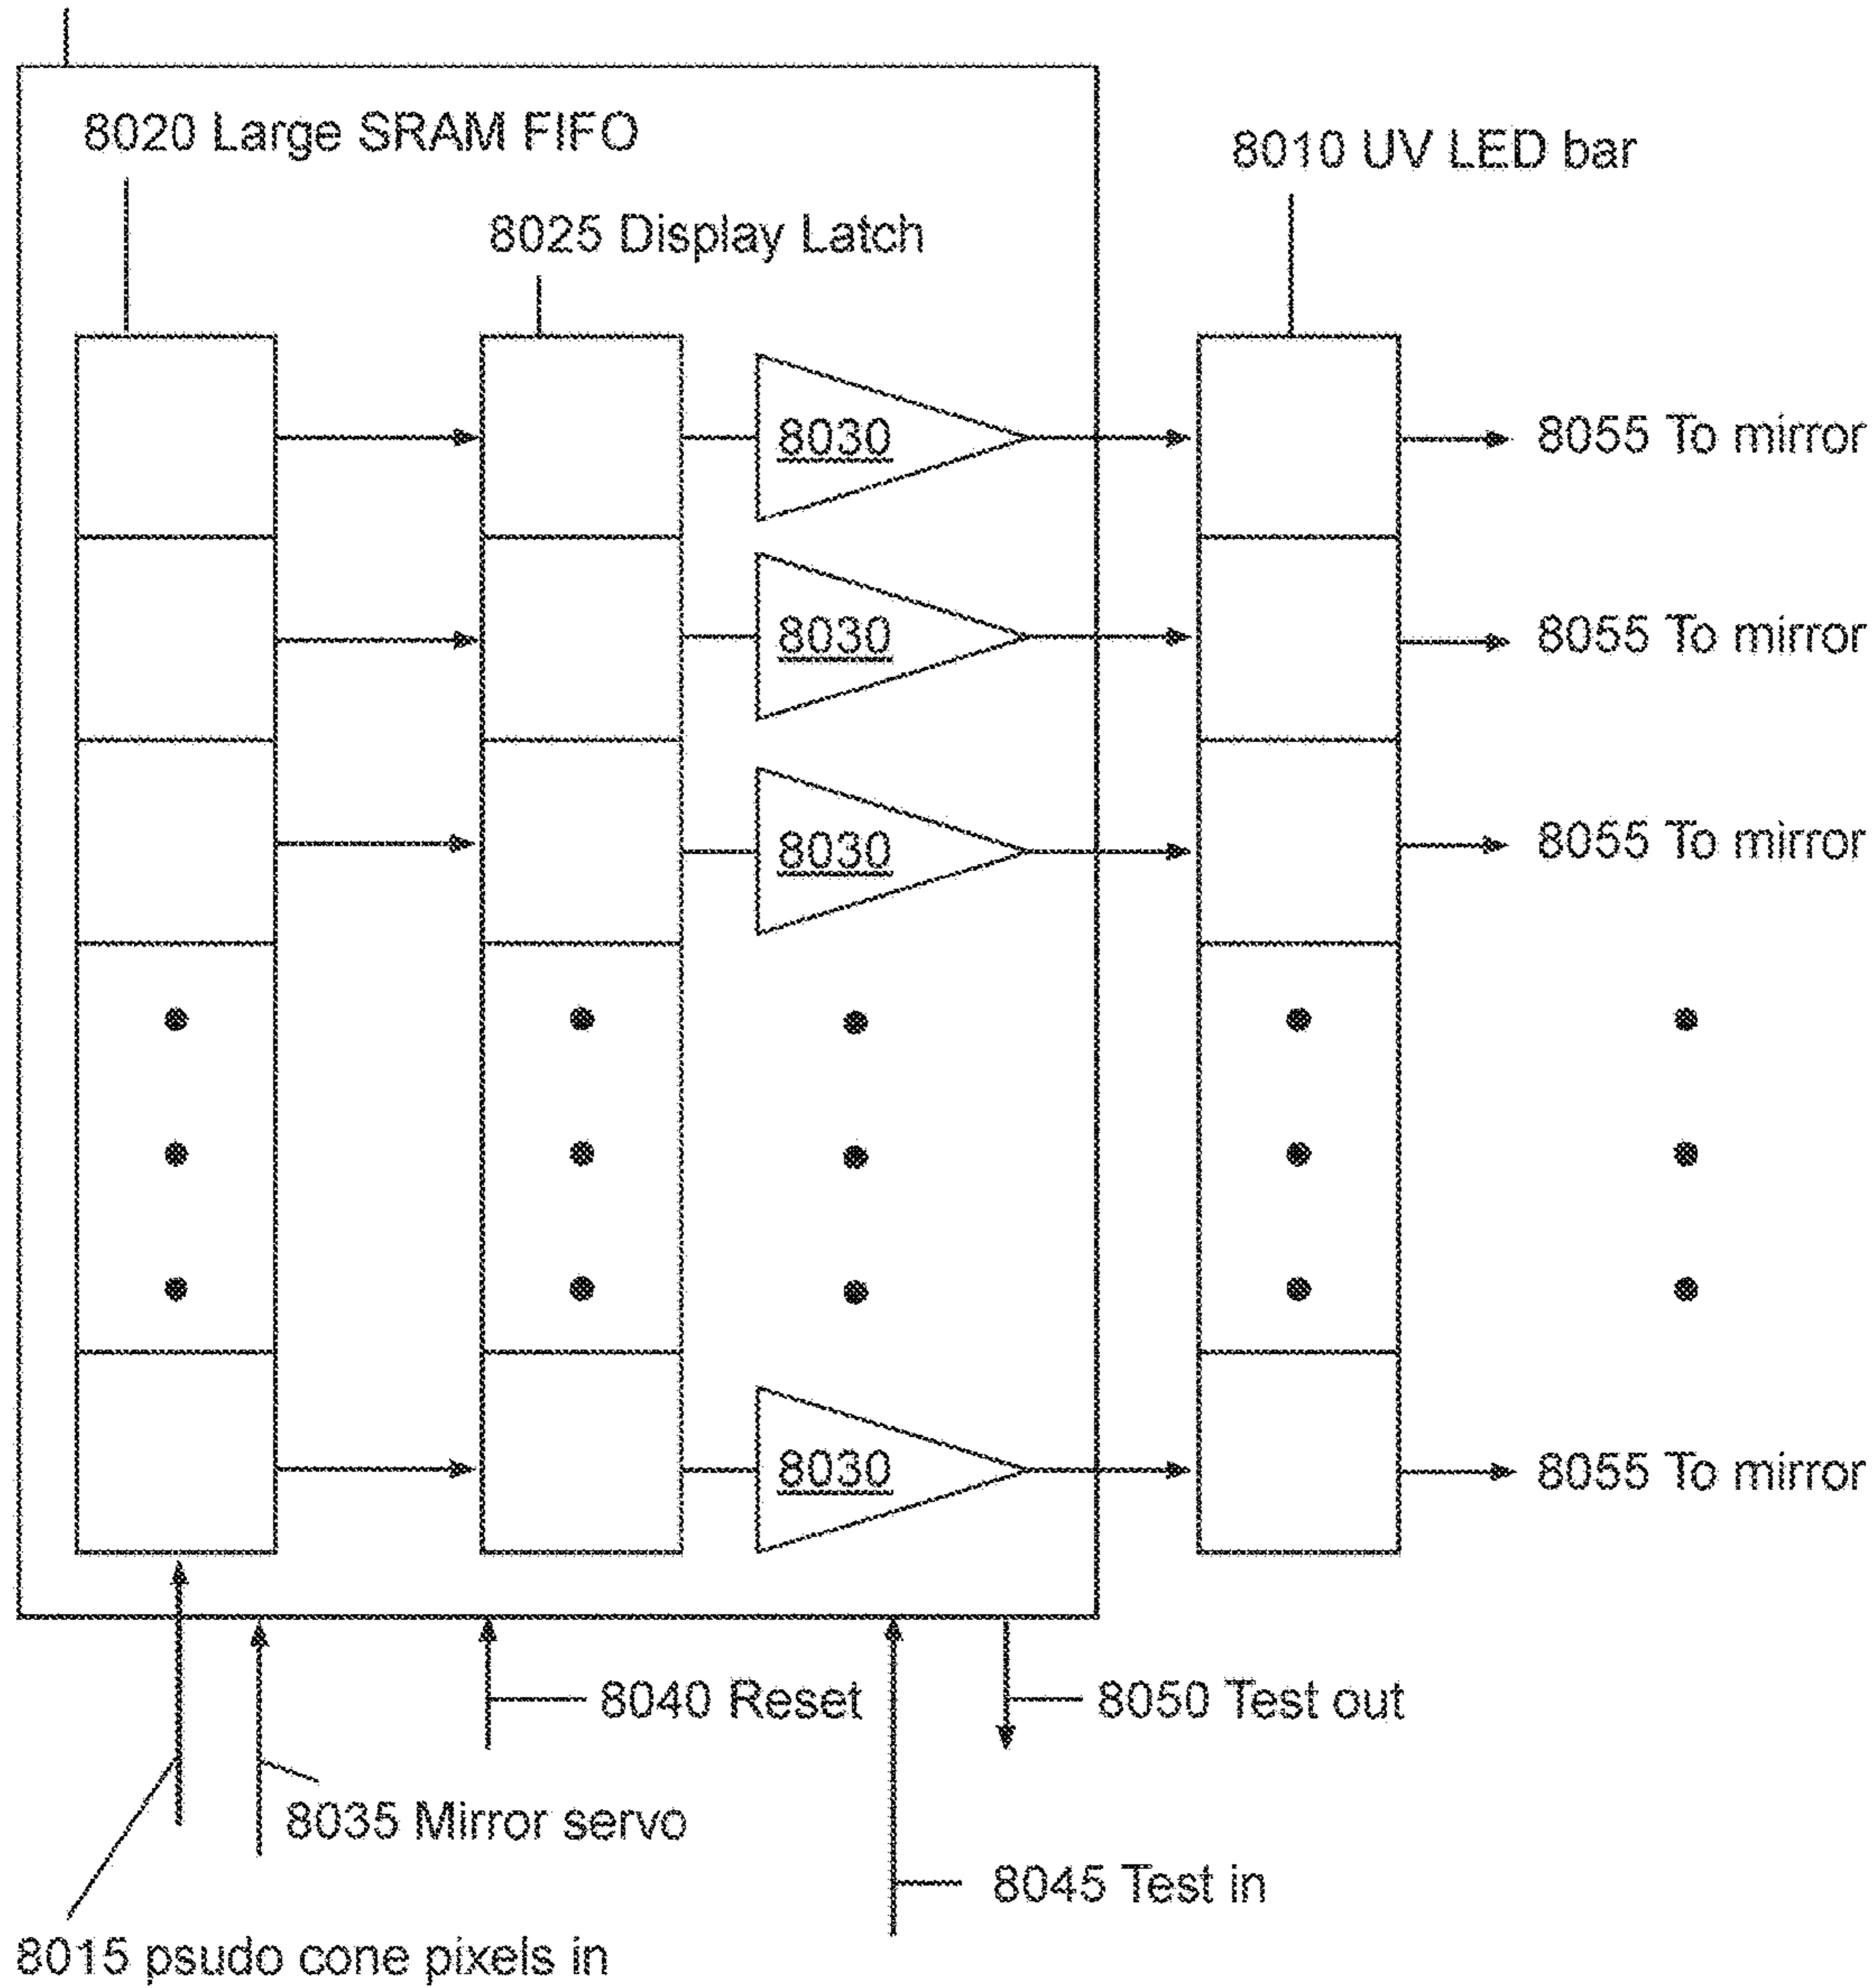 8020 Large SRAM FIFO
8010 UV LED bar
8025 Display Latch
8030
8055 To mirror
8030
8055 To mirror
8030
8055 To mirror
8030
8055 To mirror
8040 Reset
8050 Test out
8035 Mirror servo
8045 Test in
8015 psudo cone pixels in